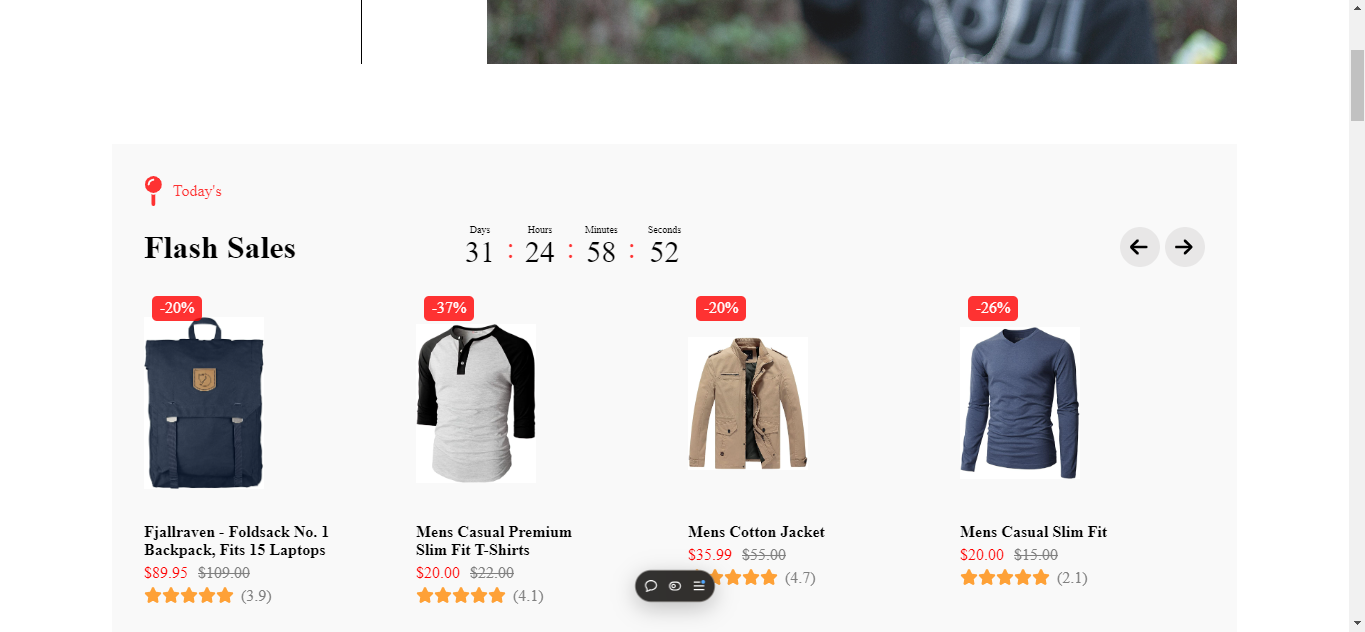 Today's
Flash Sales
Days Hours Minutes Seconds
31 : 24 : 58 : 52
-20% -37% -20% -26%
Fjallraven - Foldsack No. 1
Backpack, Fits 15 Laptops
$89.95 $109.00
(3.9)
Mens Casual Premium
Slim Fit T-Shirts
$20.00 $22.00
(4.1)
Mens Cotton Jacket
$35.99 $55.00
(4.7)
Mens Casual Slim Fit
$20.00 $15.00
(2.1)